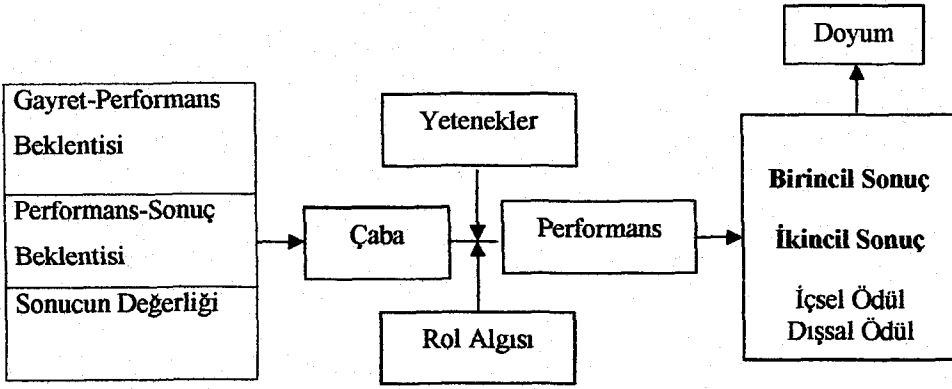 Doyum
Gayret-Performans
Beklentisi
Performans-Sonuç
Beklentisi
Sonucun Değerliği
Çaba
Yetenekler
Rol Algısı
Performans
Birincil Sonuç
İkincil Sonuç
İçsel Ödül
Dışsal Ödül